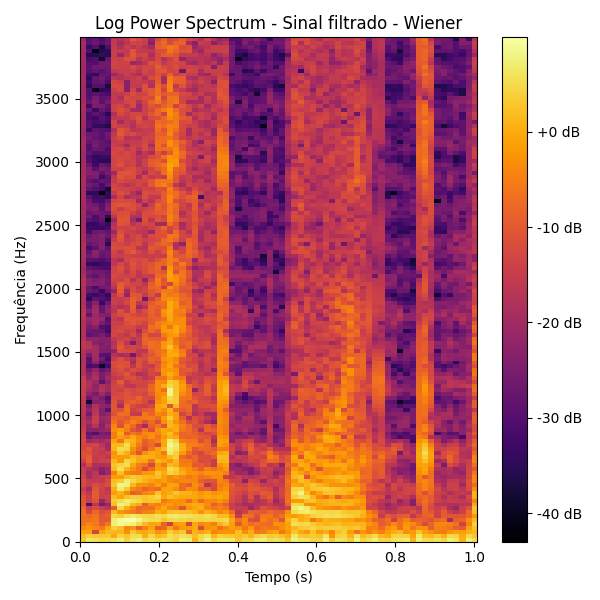 Log Power Spectrum - Sinal filtrado - Wiener
Frequência (Hz)
3500
3000
2500
2000
1500
1000
500
0
0.0 0.2 0.4 0.6 0.8 1.0
Tempo (s)
+0 dB
-10 dB
-20 dB
-30 dB
-40 dB